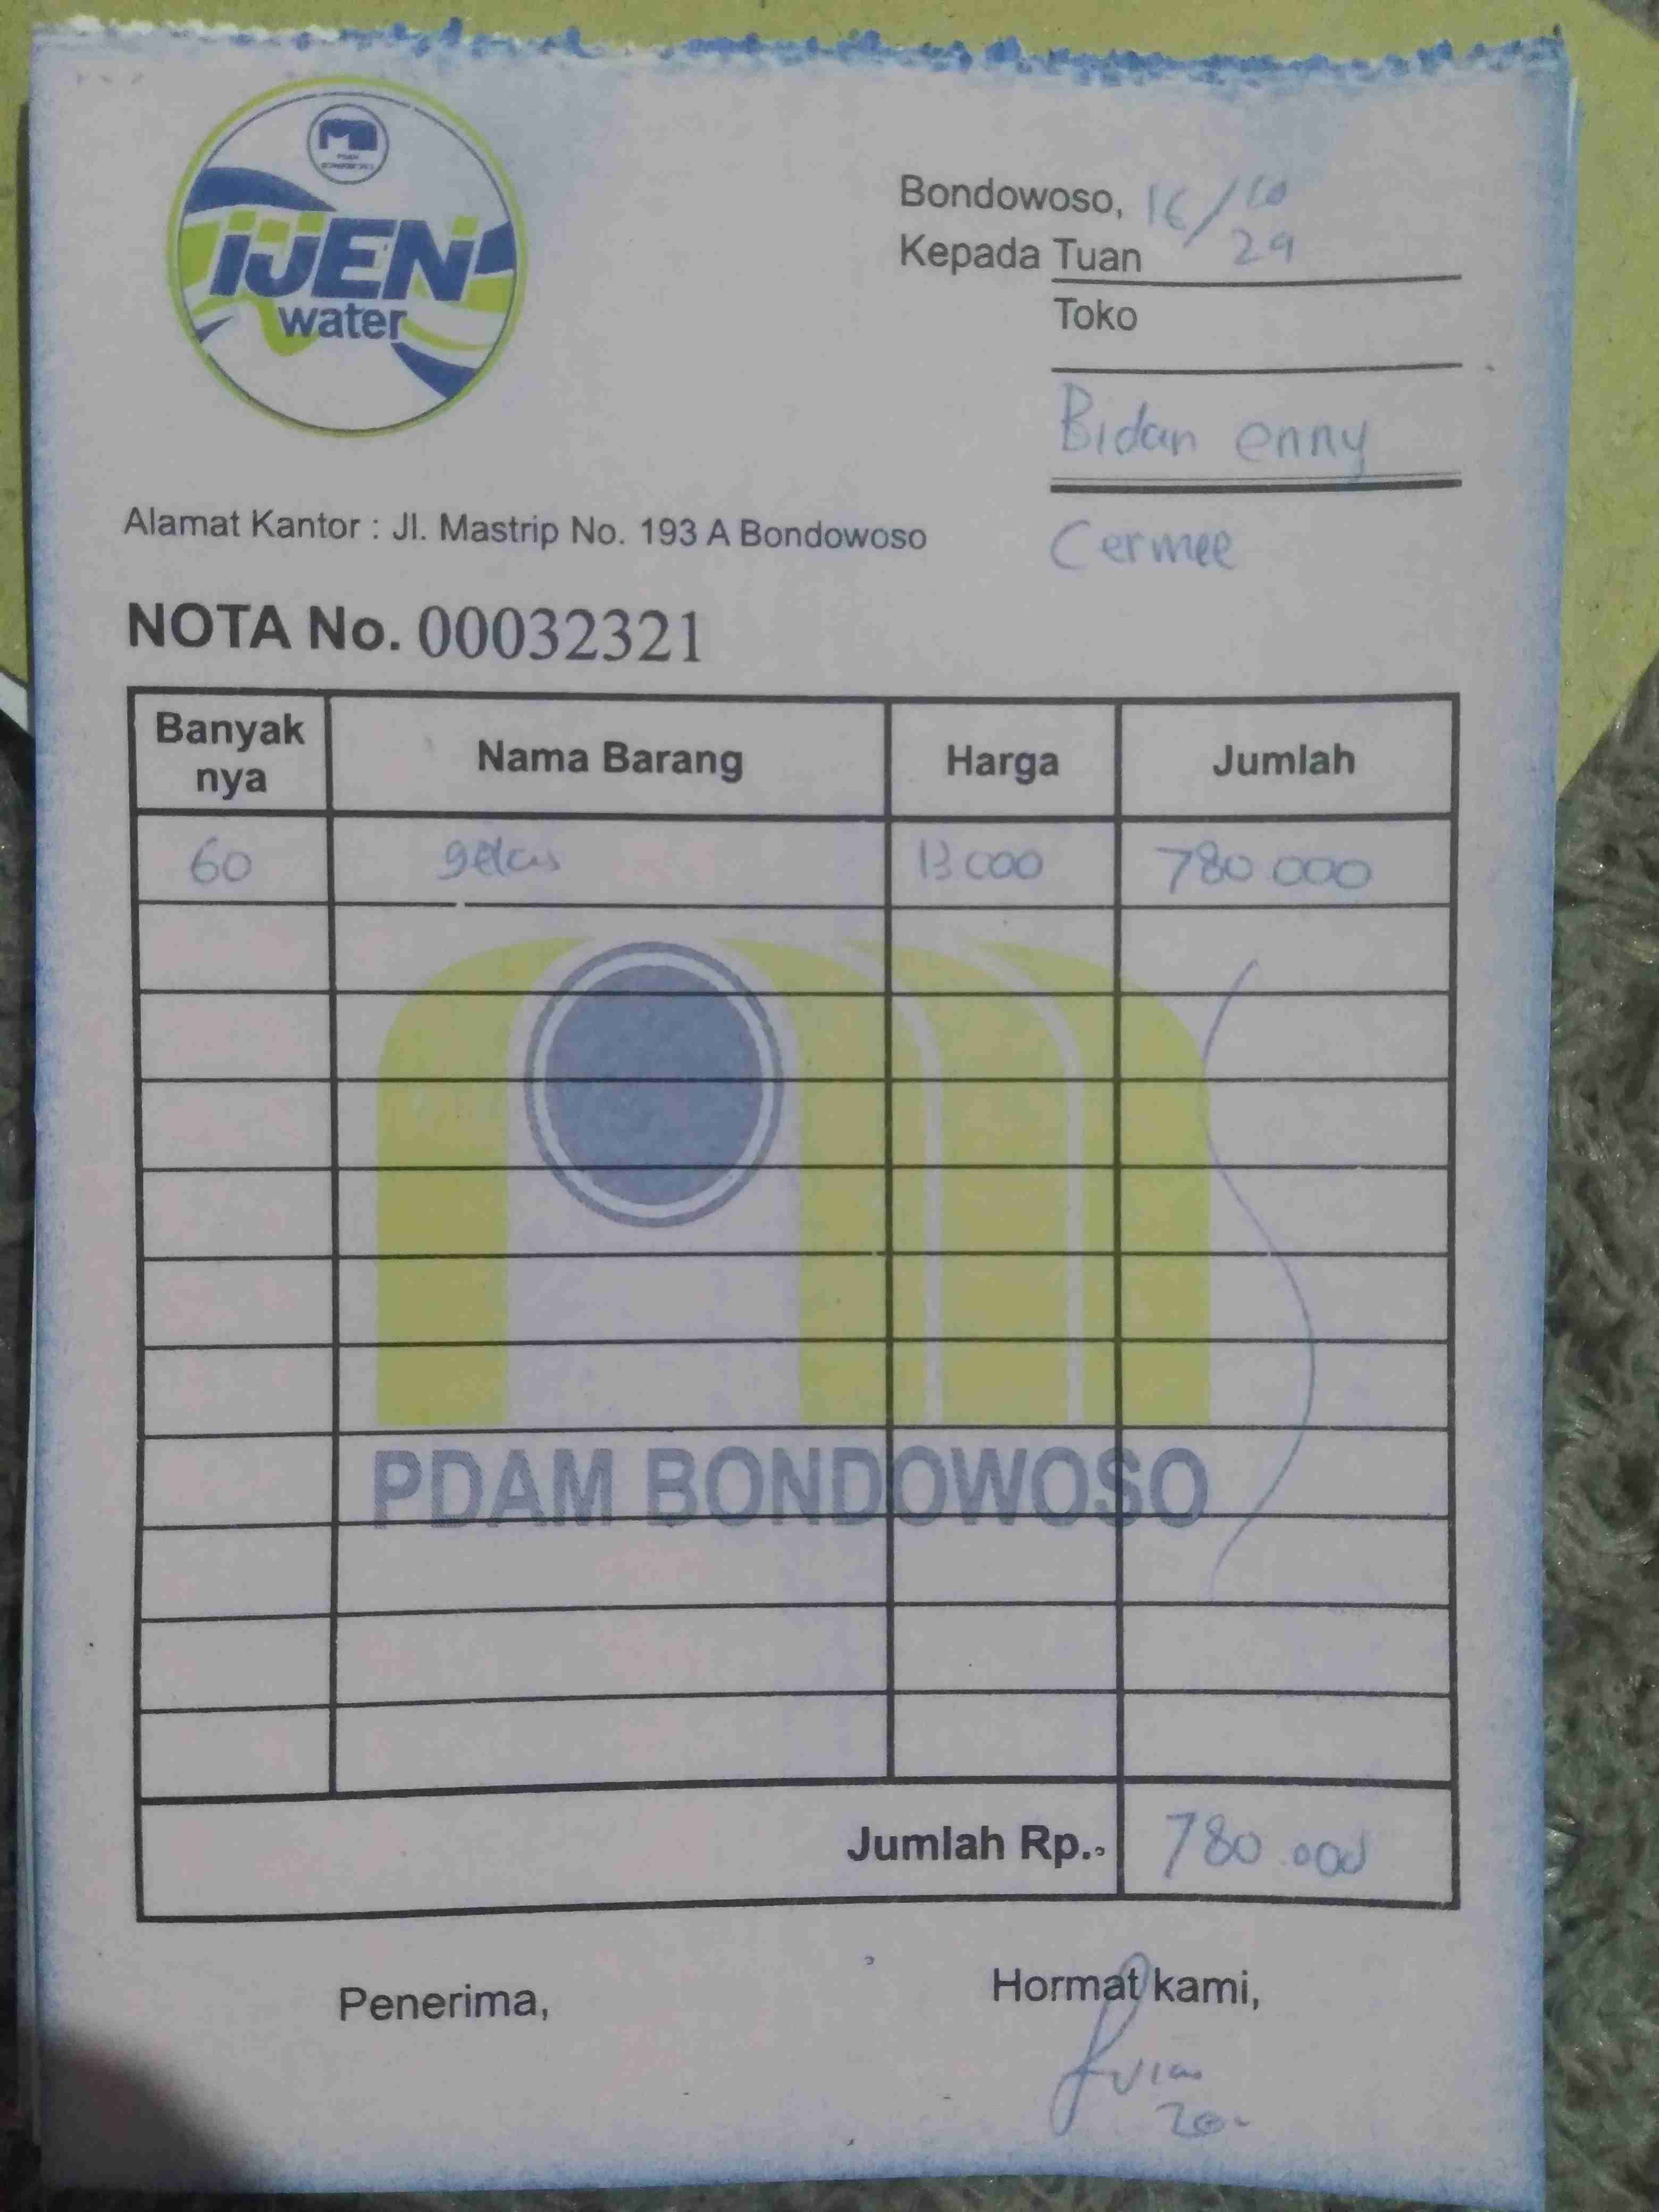 IJEN
water
Bondowoso, 16/10
Kepada Tuan
Toko
Bidan enny
Cermee
Alamat Kantor : Jl. Mastrip No. 193 A Bondowoso
NOTA No. 00032321
Banyak nya Nama Barang Harga Jumlah
60 gelas 13 000 780 000
PDAM BONDOWOSO
Jumlah Rp. 780.000
Penerima, Hormat kami,